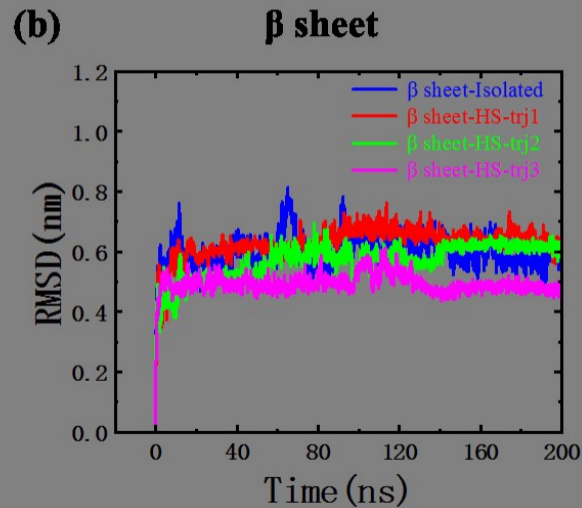 (b) β sheet
1.2
1.0
0.8
0.6
0.4
0.2
0.0
RMSD(nm)
β sheet-Isolated
β sheet-HS-trj1
β sheet-HS-trj2
β sheet-HS-trj3
0 40 80 120 160 200
Time(ns)